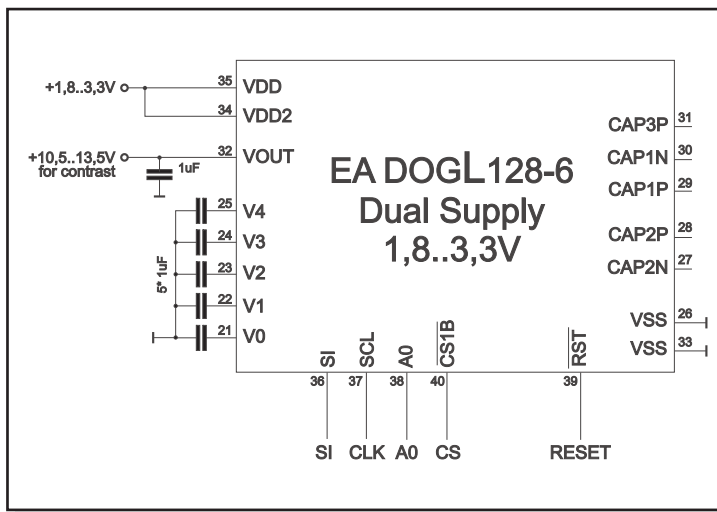 +1,8..3,3V
35 VDD
34 VDD2
+10,5..13,5V
for contrast
32 VOUT
1uF
25 V4
24 V3
23 V2
22 V1
21 V0
5* 1uF
EA DOGL128-6
Dual Supply
1,8..3,3V
CAP3P 31
CAP1N 30
CAP1P 29
CAP2P 28
CAP2N 27
VSS 26
VSS 33
SI SCL A0 CS1B RST
36 37 38 40 39
SI CLK A0 CS RESET